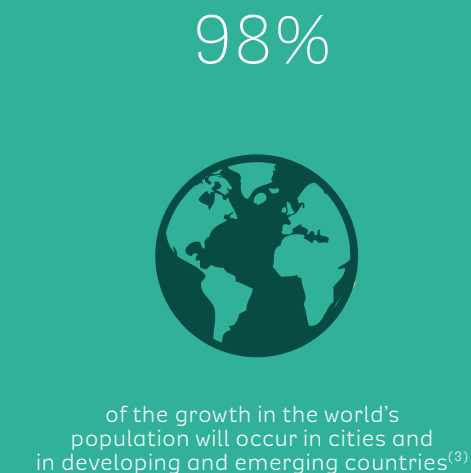 98%
of the growth in the world's
population will occur in cities and
in developing and emerging countries(3)